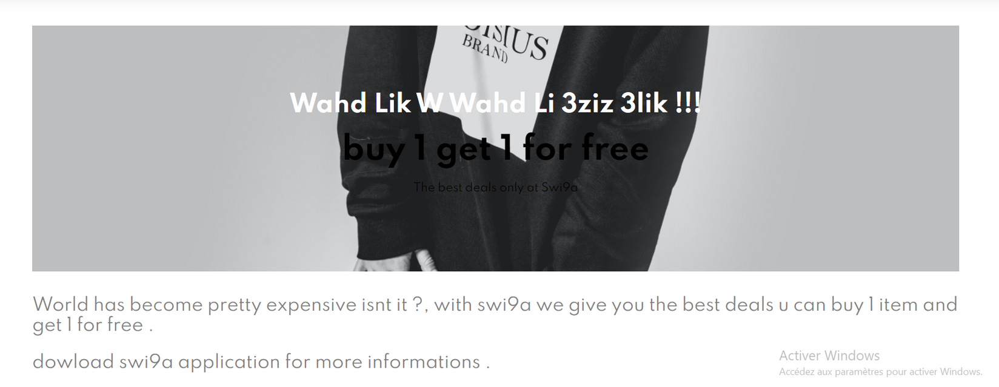 BRAND
Wahd Lik W Wahd Li 3ziz 3lik !!!
buy 1 get 1 for free
The best deals only at Swi9a
World has become pretty expensive isnt it ?, with swi9a we give you the best deals u can buy 1 item and
get 1 for free .
dowload swi9a application for more informations .
Activer Windows
Accédez aux paramètres pour activer Windows.